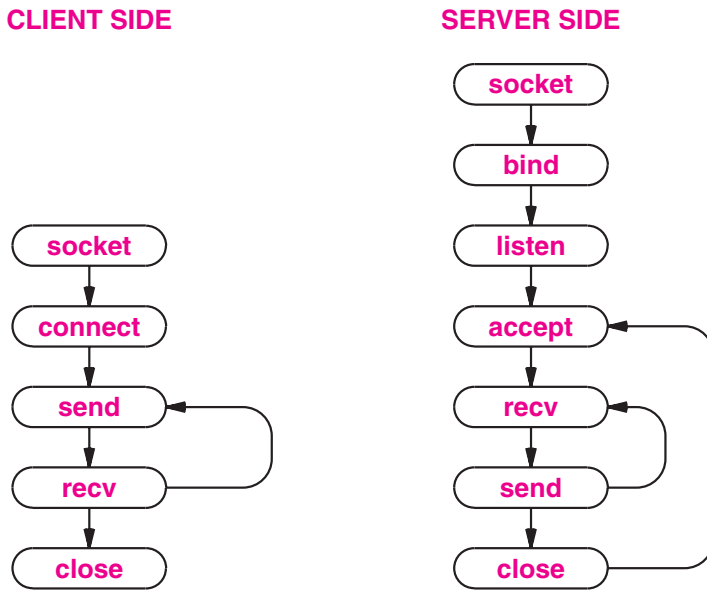 CLIENT SIDE
socket
connect
send
recv
close
SERVER SIDE
socket
bind
listen
accept
recv
send
close